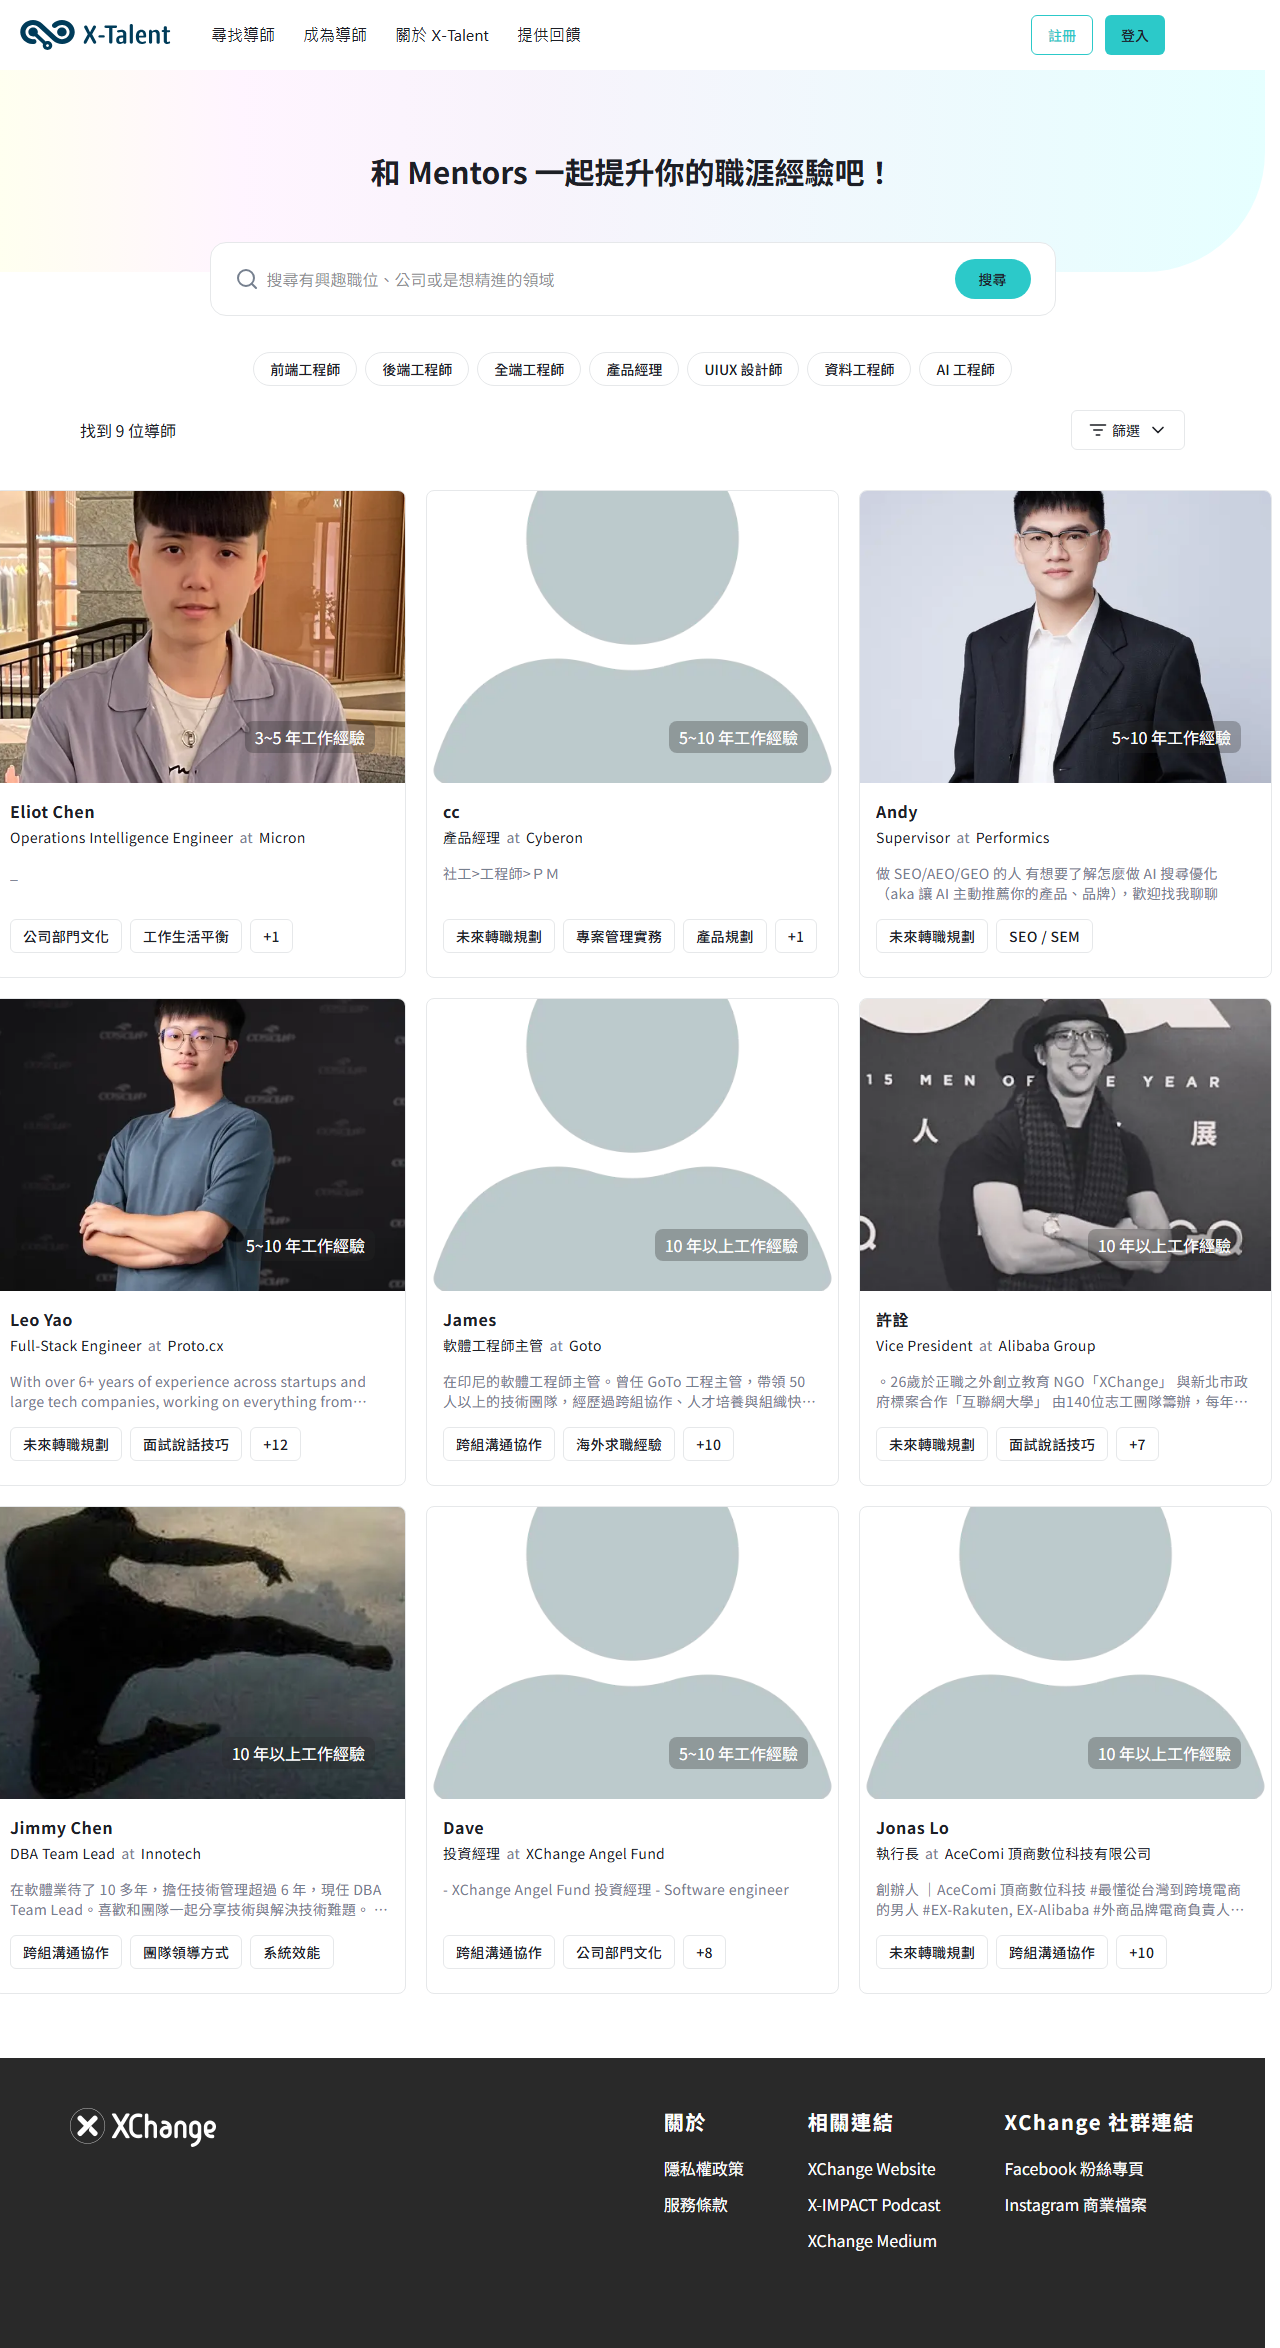 X-Talent
尋找導師 成為導師 關於 X-Talent 提供回饋
註冊 登入
和 Mentors 一起提升你的職涯經驗吧！
搜尋有興趣職位、公司或是想精進的領域 搜尋
前端工程師 後端工程師 全端工程師 產品經理 UIUX 設計師 資料工程師 AI 工程師
找到 9 位導師 篩選
3~5 年工作經驗
Eliot Chen
Operations Intelligence Engineer at Micron
_
公司部門文化 工作生活平衡 +1
5~10 年工作經驗
cc
產品經理 at Cyberon
社工>工程師>ＰＭ
未來轉職規劃 專案管理實務 產品規劃 +1
5~10 年工作經驗
Andy
Supervisor at Performics
做 SEO/AEO/GEO 的人 有想要了解怎麼做 AI 搜尋優化
（aka 讓 AI 主動推薦你的產品、品牌），歡迎找我聊聊
未來轉職規劃 SEO / SEM
COSCUP
5~10 年工作經驗
Leo Yao
Full-Stack Engineer at Proto.cx
With over 6+ years of experience across startups and
large tech companies, working on everything from…
未來轉職規劃 面試說話技巧 +12
10 年以上工作經驗
James
軟體工程師主管 at Goto
在印尼的軟體工程師主管。曾任 GoTo 工程主管，帶領 50
人以上的技術團隊，經歷過跨組協作、人才培養與組織快…
跨組溝通協作 海外求職經驗 +10
15 MEN OF E YEAR
人 展
GQ
10 年以上工作經驗
許詮
Vice President at Alibaba Group
。26歲於正職之外創立教育 NGO「XChange」 與新北市政
府標案合作「互聯網大學」 由140位志工團隊籌辦，每年…
未來轉職規劃 面試說話技巧 +7
10 年以上工作經驗
Jimmy Chen
DBA Team Lead at Innotech
在軟體業待了 10 多年，擔任技術管理超過 6 年，現任 DBA
Team Lead。喜歡和團隊一起分享技術與解決技術難題。 …
跨組溝通協作 團隊領導方式 系統效能
5~10 年工作經驗
Dave
投資經理 at XChange Angel Fund
- XChange Angel Fund 投資經理 - Software engineer
跨組溝通協作 公司部門文化 +8
10 年以上工作經驗
Jonas Lo
執行長 at AceComi 頂商數位科技有限公司
創辦人 ｜AceComi 頂商數位科技 #最懂從台灣到跨境電商
的男人 #EX-Rakuten, EX-Alibaba #外商品牌電商負責人…
未來轉職規劃 跨組溝通協作 +10
XChange
關於
隱私權政策
服務條款
相關連結
XChange Website
X-IMPACT Podcast
XChange Medium
XChange 社群連結
Facebook 粉絲專頁
Instagram 商業檔案